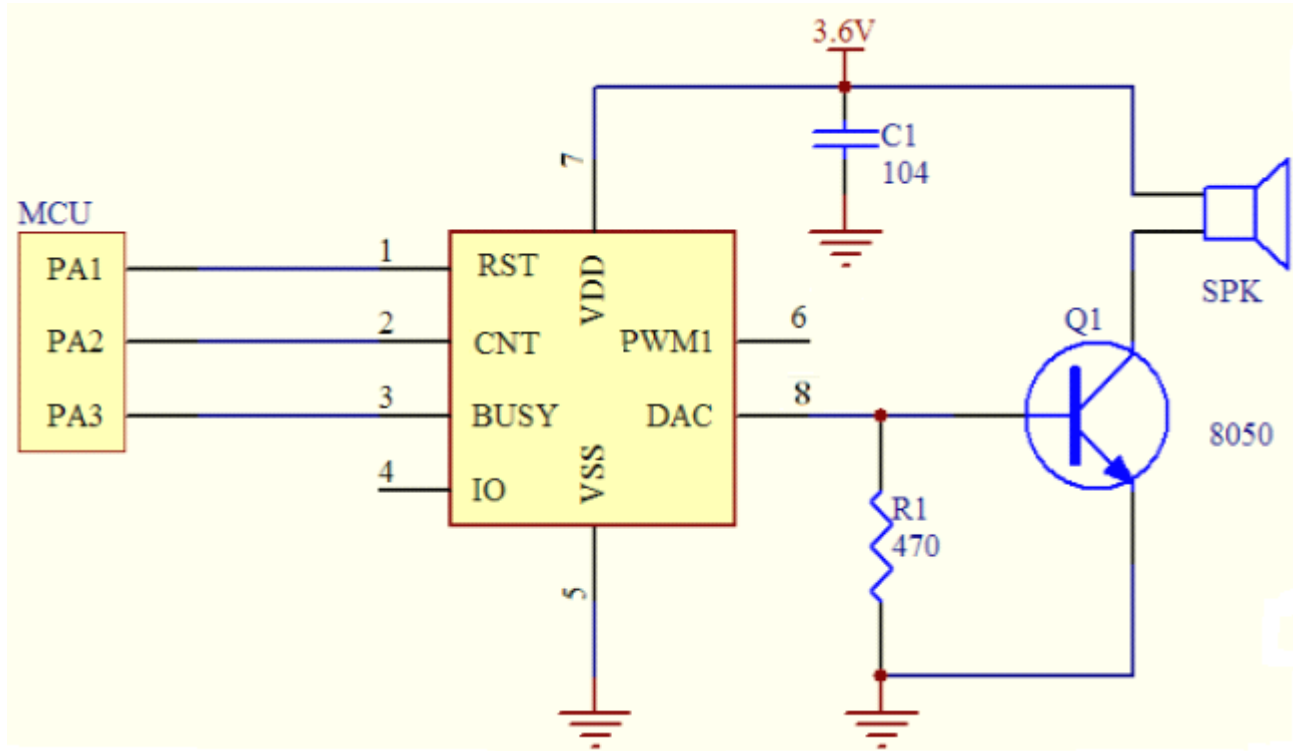 3.6V
C1
104
7
MCU
PA1
PA2
PA3
1
2
3
4
RST
CNT
BUSY
IO
VDD
VSS
PWM1
DAC
6
8
5
SPK
Q1
8050
R1
470